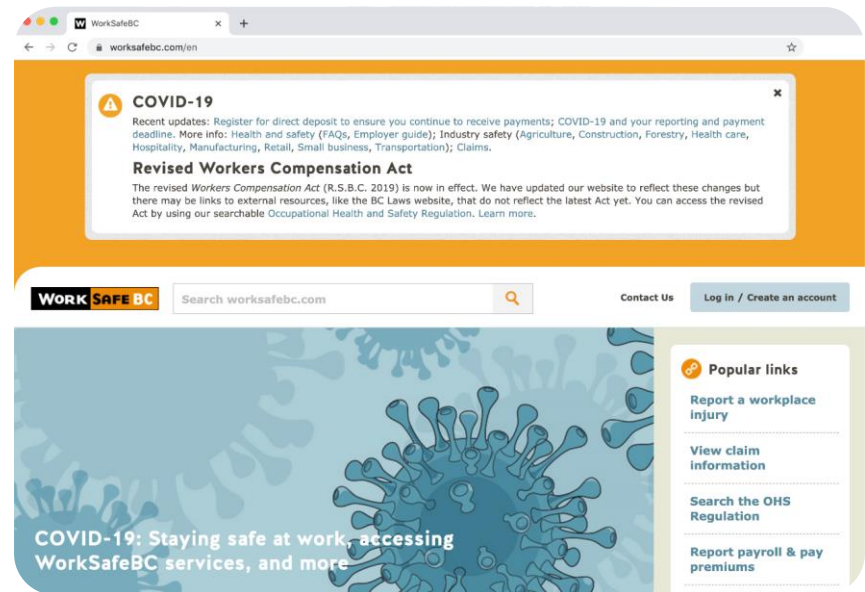 WorkSafeBC
worksafebc.com/en
COVID-19
Recent updates: Register for direct deposit to ensure you continue to receive payments; COVID-19 and your reporting and payment
deadline. More info: Health and safety (FAQs, Employer guide); Industry safety (Agriculture, Construction, Forestry, Health care,
Hospitality, Manufacturing, Retail, Small business, Transportation); Claims.
Revised Workers Compensation Act
The revised Workers Compensation Act (R.S.B.C. 2019) is now in effect. We have updated our website to reflect these changes but
there may be links to external resources, like the BC Laws website, that do not reflect the latest Act yet. You can access the revised
Act by using our searchable Occupational Health and Safety Regulation. Learn more.
WORK SAFE BC
Search worksafebc.com
Contact Us
Log in / Create an account
COVID-19: Staying safe at work, accessing
WorkSafeBC services, and more
Popular links
Report a workplace
injury
View claim
information
Search the OHS
Regulation
Report payroll & pay
premiums